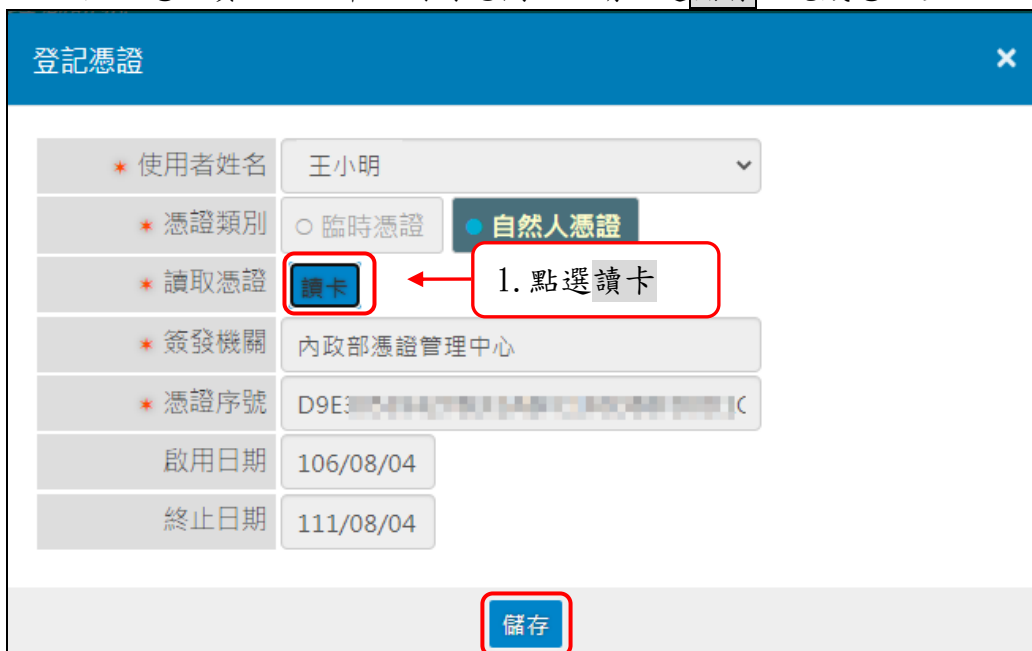 登記憑證 ×
* 使用者姓名 王小明
* 憑證類別 臨時憑證 自然人憑證
* 讀取憑證 讀卡 1.點選讀卡
* 簽發機關 內政部憑證管理中心
* 憑證序號 D9E
啟用日期 106/08/04
終止日期 111/08/04
儲存